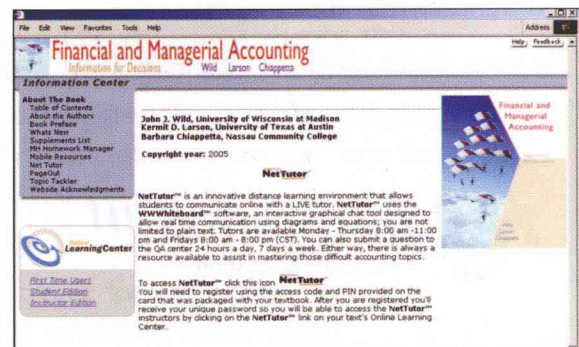 File Edit View Favorites Tools Help
Address
Financial and Managerial Accounting
Information for Decisions Wild Larson Chiappetta
Help Feedback
Information Center
About The Book
Table of Contents
About the Authors
Book Preface
Whats New
Supplements List
MH Homework Manager
Mobile Resources
Net Tutor
PageOut
Topic Tackler
Website Acknowledgments
LearningCenter
First Time Users
Student Edition
Instructor Edition
John J. Wild, University of Wisconsin at Madison
Kermit D. Larson, University of Texas at Austin
Barbara Chiappetta, Nassau Community College
Copyright year: 2005
NetTutor
NetTutor™ is an innovative distance learning environment that allows
students to communicate online with a LIVE tutor. NetTutor™ uses the
WWWhiteboard™ software, an interactive graphical chat tool designed to
allow real time communication using diagrams and equations; you are not
limited to plain text. Tutors are available Monday - Thursday 8:00 am -11:00
pm and Fridays 8:00 am - 8:00 pm (CST). You can also submit a question to
the QA center 24 hours a day, 7 days a week. Either way, there is always a
resource available to assist in mastering those difficult accounting topics.
To access NetTutor™ click this icon NetTutor
You will need to register using the access code and PIN provided on the
card that was packaged with your textbook. After you are registered you'll
receive your unique password so you will be able to access the NetTutor™
instructors by clicking on the NetTutor™ link on your text's Online Learning
Center.
Financial and
Managerial
Accounting
Wild
Larson
Chiappetta